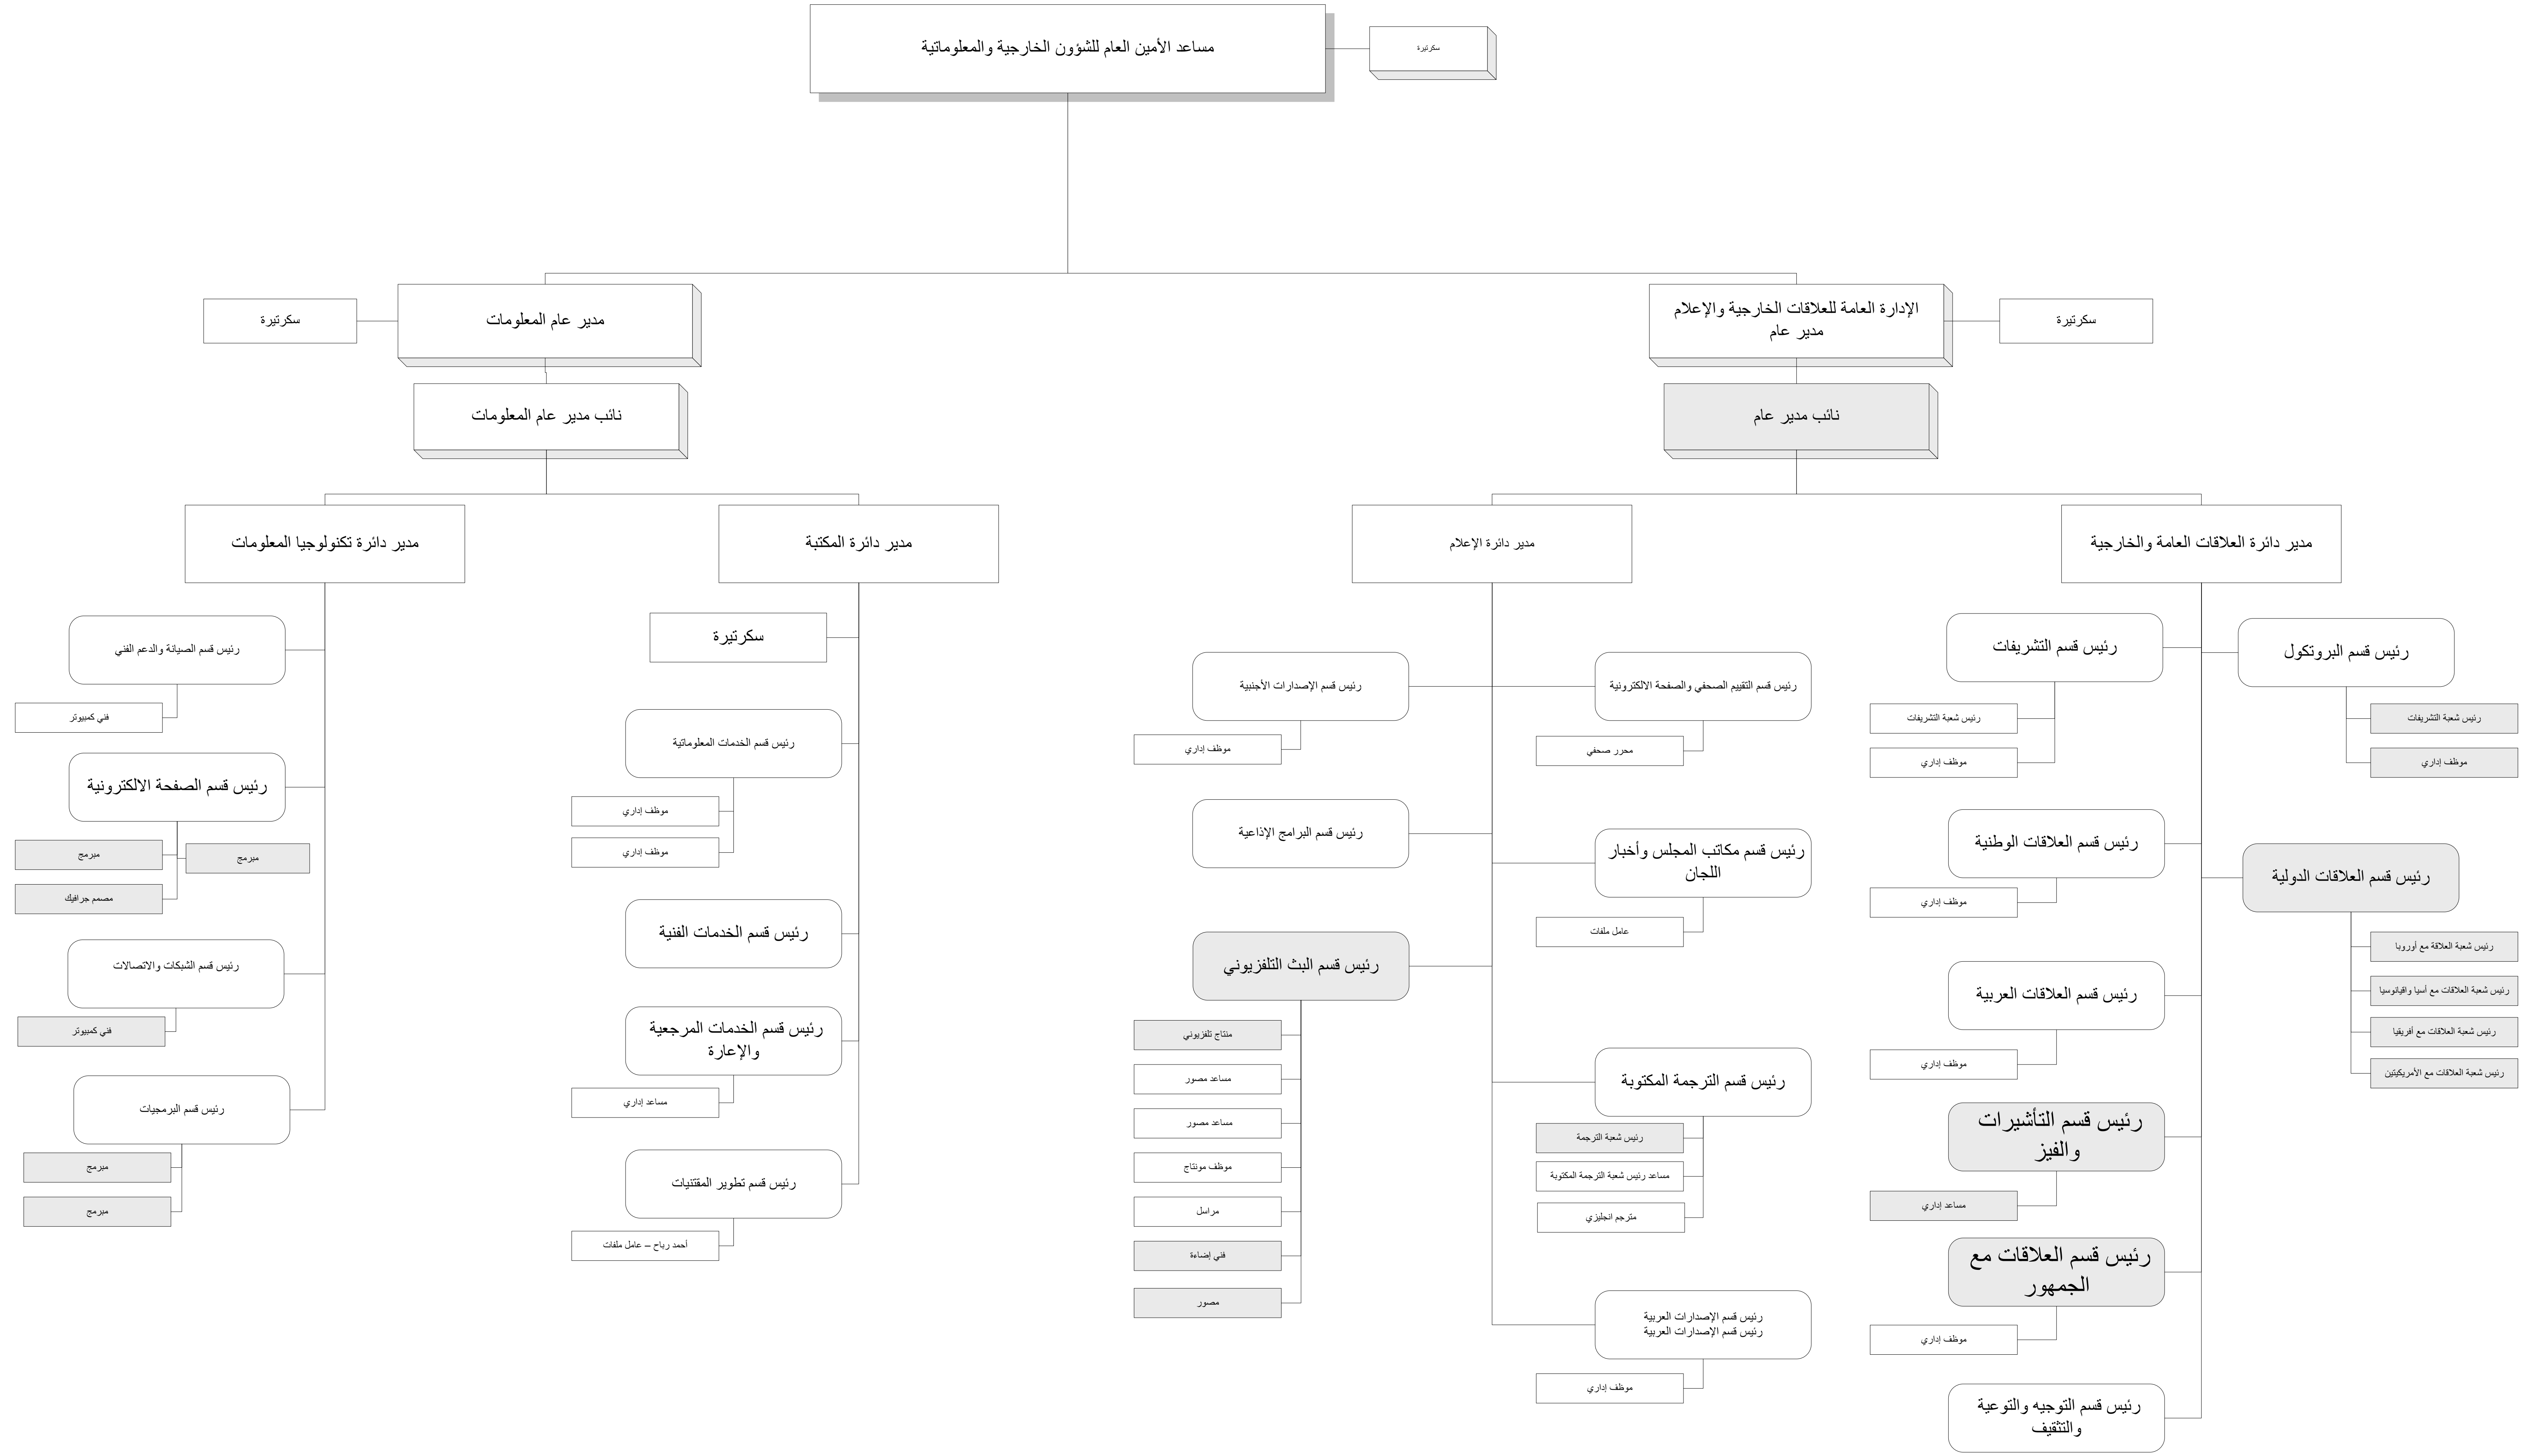 مساعد الأمين العام للشؤون الخارجية والمعلوماتية
سكرتيرة
الإدارة العامة للعلاقات الخارجية والإعلام
مدير عام
سكرتيرة
نائب مدير عام
مدير عام المعلومات
سكرتيرة
نائب مدير عام المعلومات
مدير دائرة العلاقات العامة والخارجية
رئيس قسم البروتكول
رئيس شعبة التشريفات
موظف إداري
رئيس قسم العلاقات الدولية
رئيس شعبة العلاقة مع أوروبا
رئيس شعبة العلاقات مع أسيا واقيانوسيا
رئيس شعبة العلاقات مع أفريقيا
رئيس شعبة العلاقات مع الأمريكيتين
رئيس قسم التشريفات
رئيس شعبة التشريفات
موظف إداري
رئيس قسم العلاقات الوطنية
موظف إداري
رئيس قسم العلاقات العربية
موظف إداري
رئيس قسم التأشيرات
والفيز
مساعد إداري
رئيس قسم العلاقات مع
الجمهور
موظف إداري
رئيس قسم التوجيه والتوعية
والتثقيف
مدير دائرة الإعلام
رئيس قسم التقييم الصحفي والصفحة الالكترونية
محرر صحفي
رئيس قسم مكاتب المجلس وأخبار
اللجان
عامل ملفات
رئيس قسم الترجمة المكتوبة
رئيس شعبة الترجمة
مساعد رئيس شعبة الترجمة المكتوبة
مترجم انجليزي
رئيس قسم الإصدارات العربية
رئيس قسم الإصدارات العربية
موظف إداري
رئيس قسم الإصدارات الأجنبية
موظف إداري
رئيس قسم البرامج الإذاعية
رئيس قسم البث التلفزيوني
منتاج تلفزيوني
مساعد مصور
مساعد مصور
موظف مونتاج
مراسل
فني إضاءة
مصور
مدير دائرة المكتبة
سكرتيرة
رئيس قسم الخدمات المعلوماتية
موظف إداري
موظف إداري
رئيس قسم الخدمات الفنية
رئيس قسم الخدمات المرجعية
والإعارة
مساعد إداري
رئيس قسم تطوير المقتنيات
أحمد رباح – عامل ملفات
مدير دائرة تكنولوجيا المعلومات
رئيس قسم الصيانة والدعم الفني
فني كمبيوتر
رئيس قسم الصفحة الالكترونية
مبرمج
مبرمج
مصمم جرافيك
رئيس قسم الشبكات والاتصالات
فني كمبيوتر
رئيس قسم البرمجيات
مبرمج
مبرمج